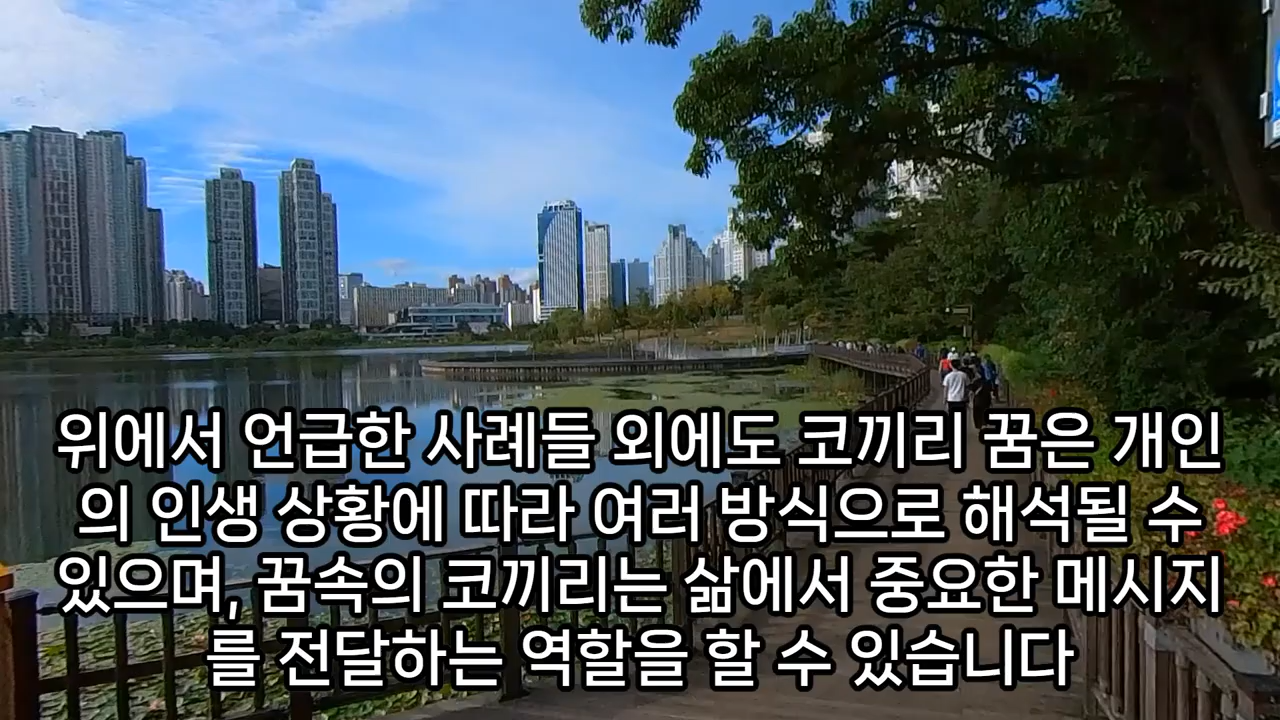 위에서 언급한 사례들 외에도 코끼리 꿈은 개인
의 인생 상황에 따라 여러 방식으로 해석될 수
있으며, 꿈속의 코끼리는 삶에서 중요한 메시지
를 전달하는 역할을 할 수 있습니다